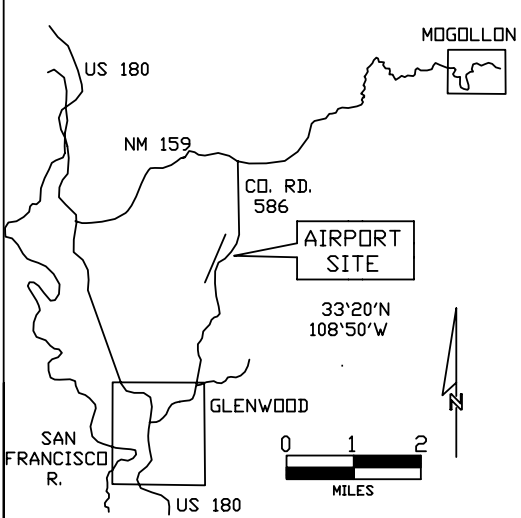 MOGOLLON
US 180
NM 159
CO. RD.
586
AIRPORT
SITE
33°20'N
108°50'W
GLENWOOD
SAN
FRANCISCO
R.
0 1 2
MILES
N
US 180